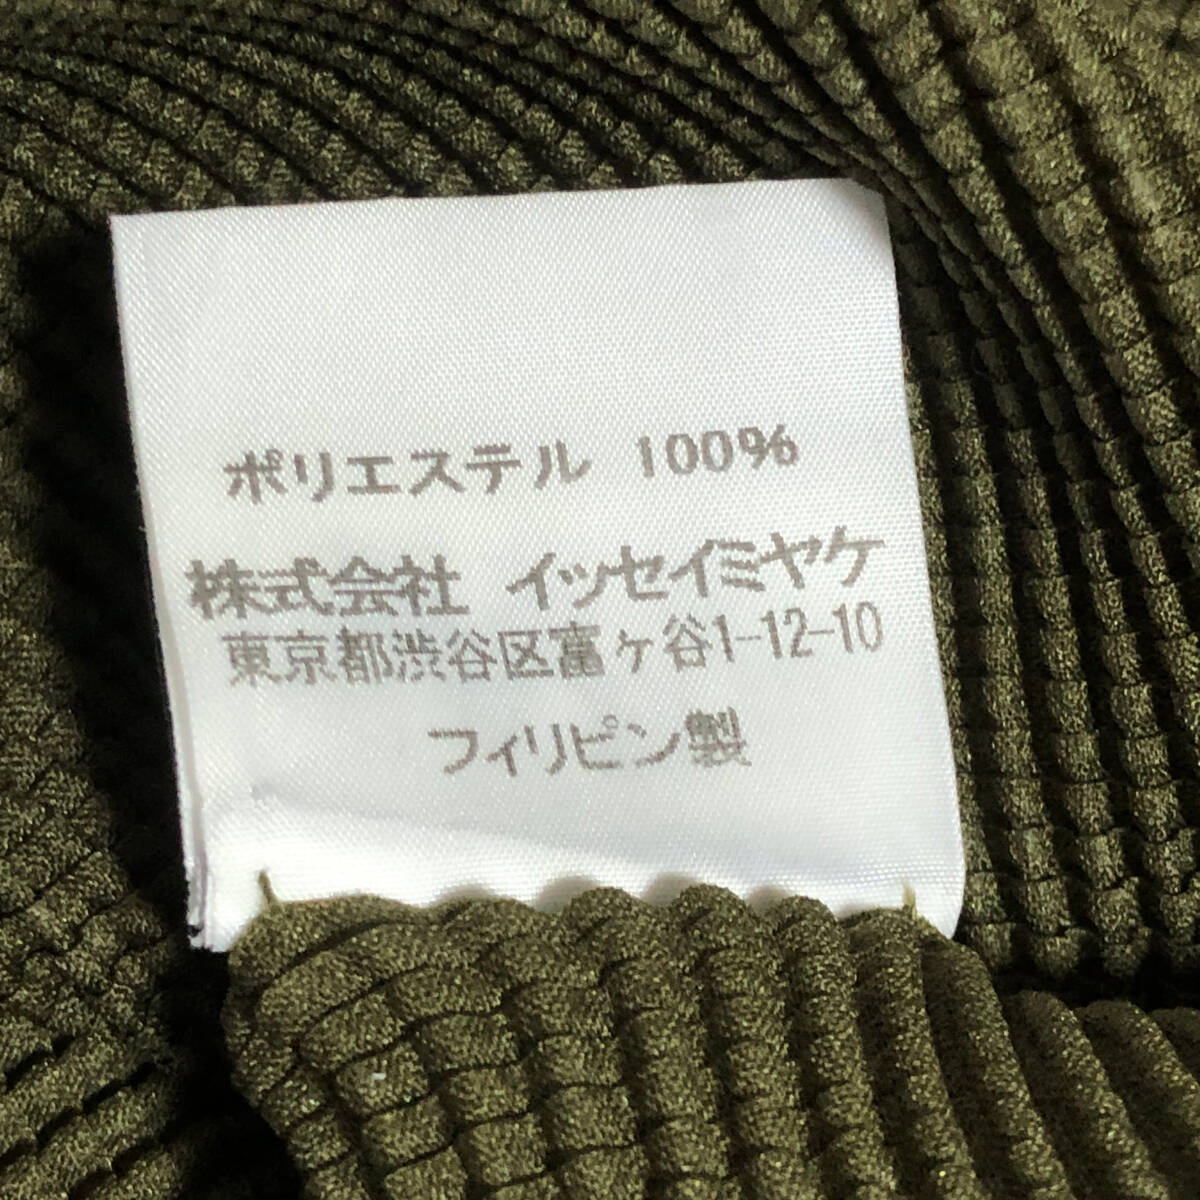 ポリエステル 100%
株式会社 イッセイミヤケ
東京都渋谷区富ヶ谷1-12-10
フィリピン製